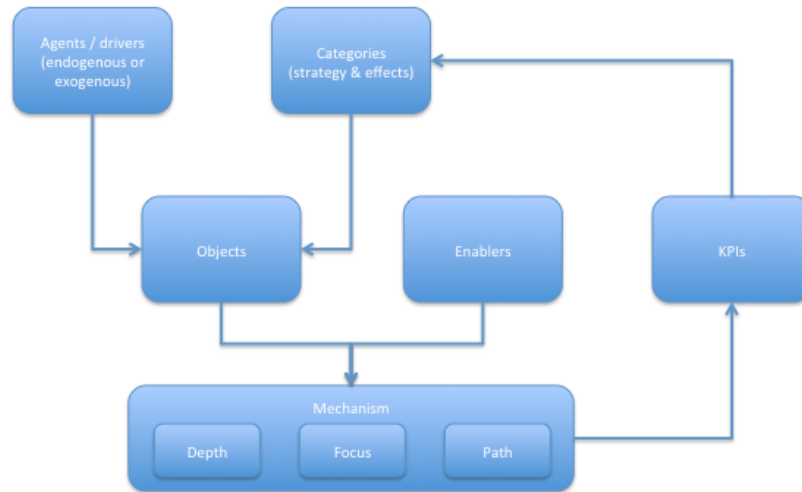 Agents / drivers
(endogenous or
exogenous)
Categories
(strategy & effects)
Objects
Enablers
KPIs
Mechanism
Depth
Focus
Path